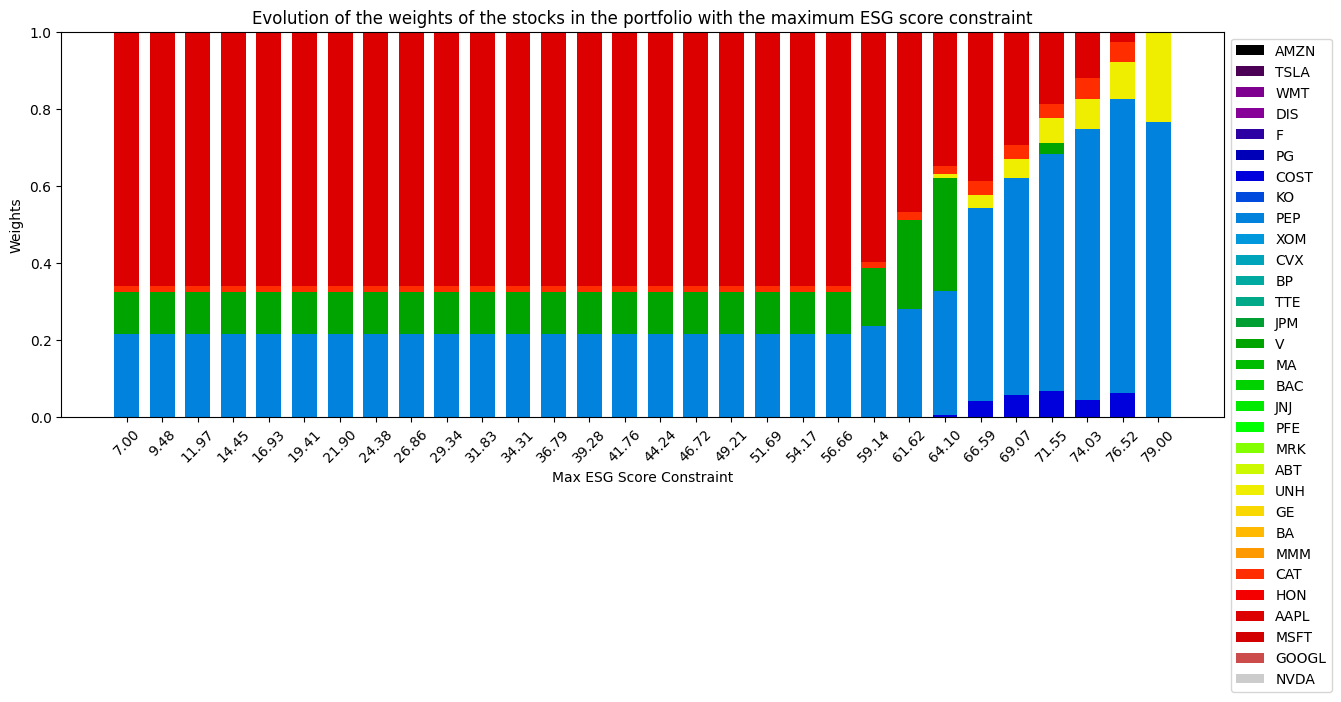 Evolution of the weights of the stocks in the portfolio with the maximum ESG score constraint
1.0
0.8
0.6
0.4
0.2
0.0
Weights
7.00
9.48
11.97
14.45
16.93
19.41
21.90
24.38
26.86
29.34
31.83
34.31
36.79
39.28
41.76
44.24
46.72
49.21
51.69
54.17
56.66
59.14
61.62
64.10
66.59
69.07
71.55
74.03
76.52
79.00
Max ESG Score Constraint
AMZN
TSLA
WMT
DIS
F
PG
COST
KO
PEP
XOM
CVX
BP
TTE
JPM
V
MA
BAC
JNJ
PFE
MRK
ABT
UNH
GE
BA
MMM
CAT
HON
AAPL
MSFT
GOOGL
NVDA